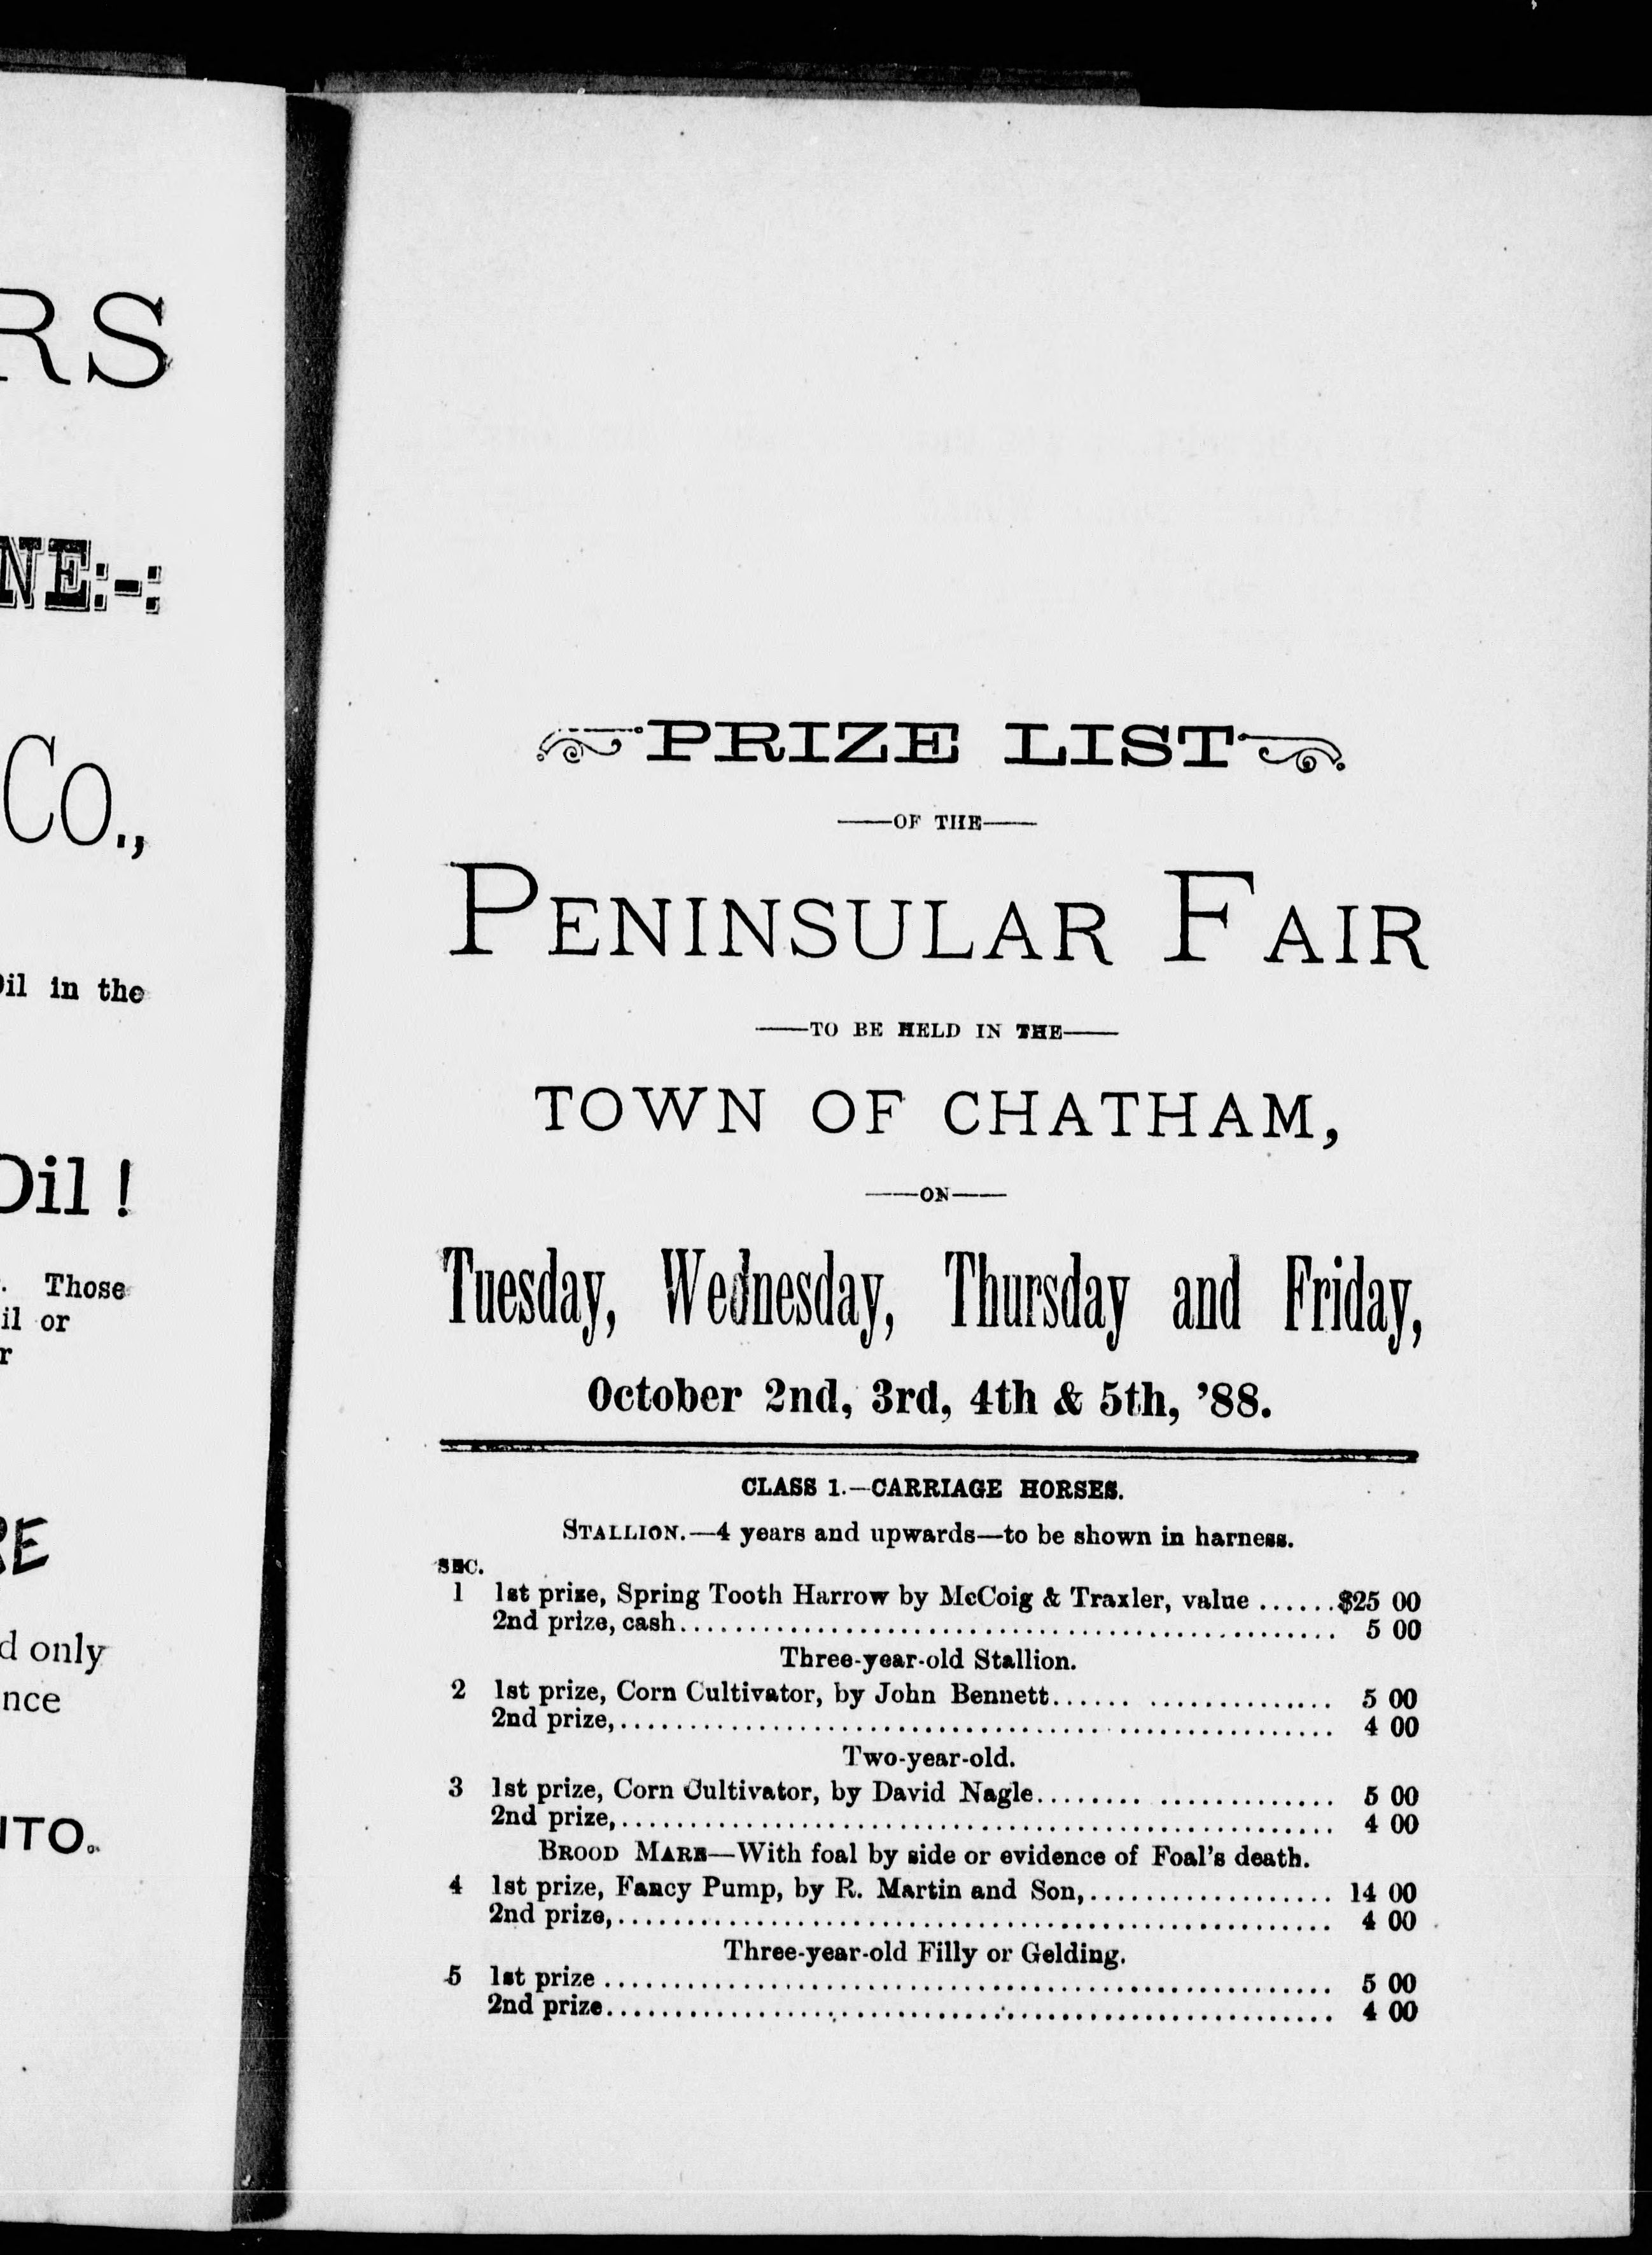 RS
NE:-:
Co.,
Oil in the
Oil!
. Those
il or
r
RE
d only
nce
NTO.
PRIZE LIST
—OF THE—
PENINSULAR FAIR
—TO BE HELD IN THE—
TOWN OF CHATHAM,
—ON—
Tuesday, Wednesday, Thursday and Friday,
October 2nd, 3rd, 4th & 5th, '88.
CLASS 1.—CARRIAGE HORSES.
STALLION.—4 years and upwards—to be shown in harness.
SEC.
1 1st prize, Spring Tooth Harrow by McCoig & Traxler, value ......$25 00
2nd prize, cash................................................ 5 00
Three-year-old Stallion.
2 1st prize, Corn Cultivator, by John Bennett...... .............. 5 00
2nd prize,.................................................... 4 00
Two-year-old.
3 1st prize, Corn Cultivator, by David Nagle........ ............. 5 00
2nd prize,.................................................... 4 00
BROOD MARE—With foal by side or evidence of Foal's death.
4 1st prize, Fancy Pump, by R. Martin and Son,.................. 14 00
2nd prize,.................................................... 4 00
Three-year-old Filly or Gelding.
5 1st prize ..................................................... 5 00
2nd prize..................................................... 4 00